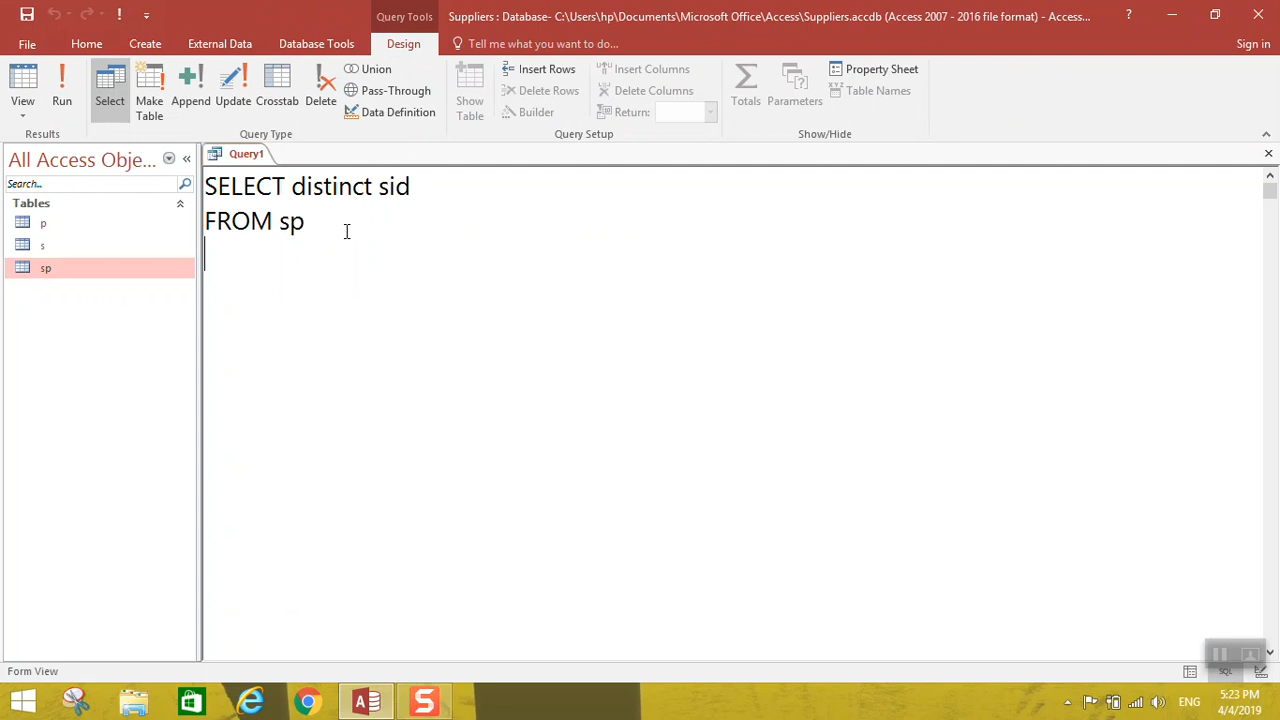 Query Tools
Suppliers : Database- C:\Users\hp\Documents\Microsoft Office\Access\Suppliers.accdb (Access 2007 - 2016 file format) - Access...
?
File
Home
Create
External Data
Database Tools
Design
Tell me what you want to do...
Sign in
View
Run
Select
Make Table
Append
Update
Crosstab
Delete
Union
Pass-Through
Data Definition
Show Table
Insert Rows
Delete Rows
Builder
Insert Columns
Delete Columns
Return:
Totals
Parameters
Property Sheet
Table Names
Results
Query Type
Query Setup
Show/Hide
All Access Obje...
Search...
Tables
p
s
sp
Query1
SELECT distinct sid
FROM sp
Form View
SQL
ENG
5:23 PM
4/4/2019